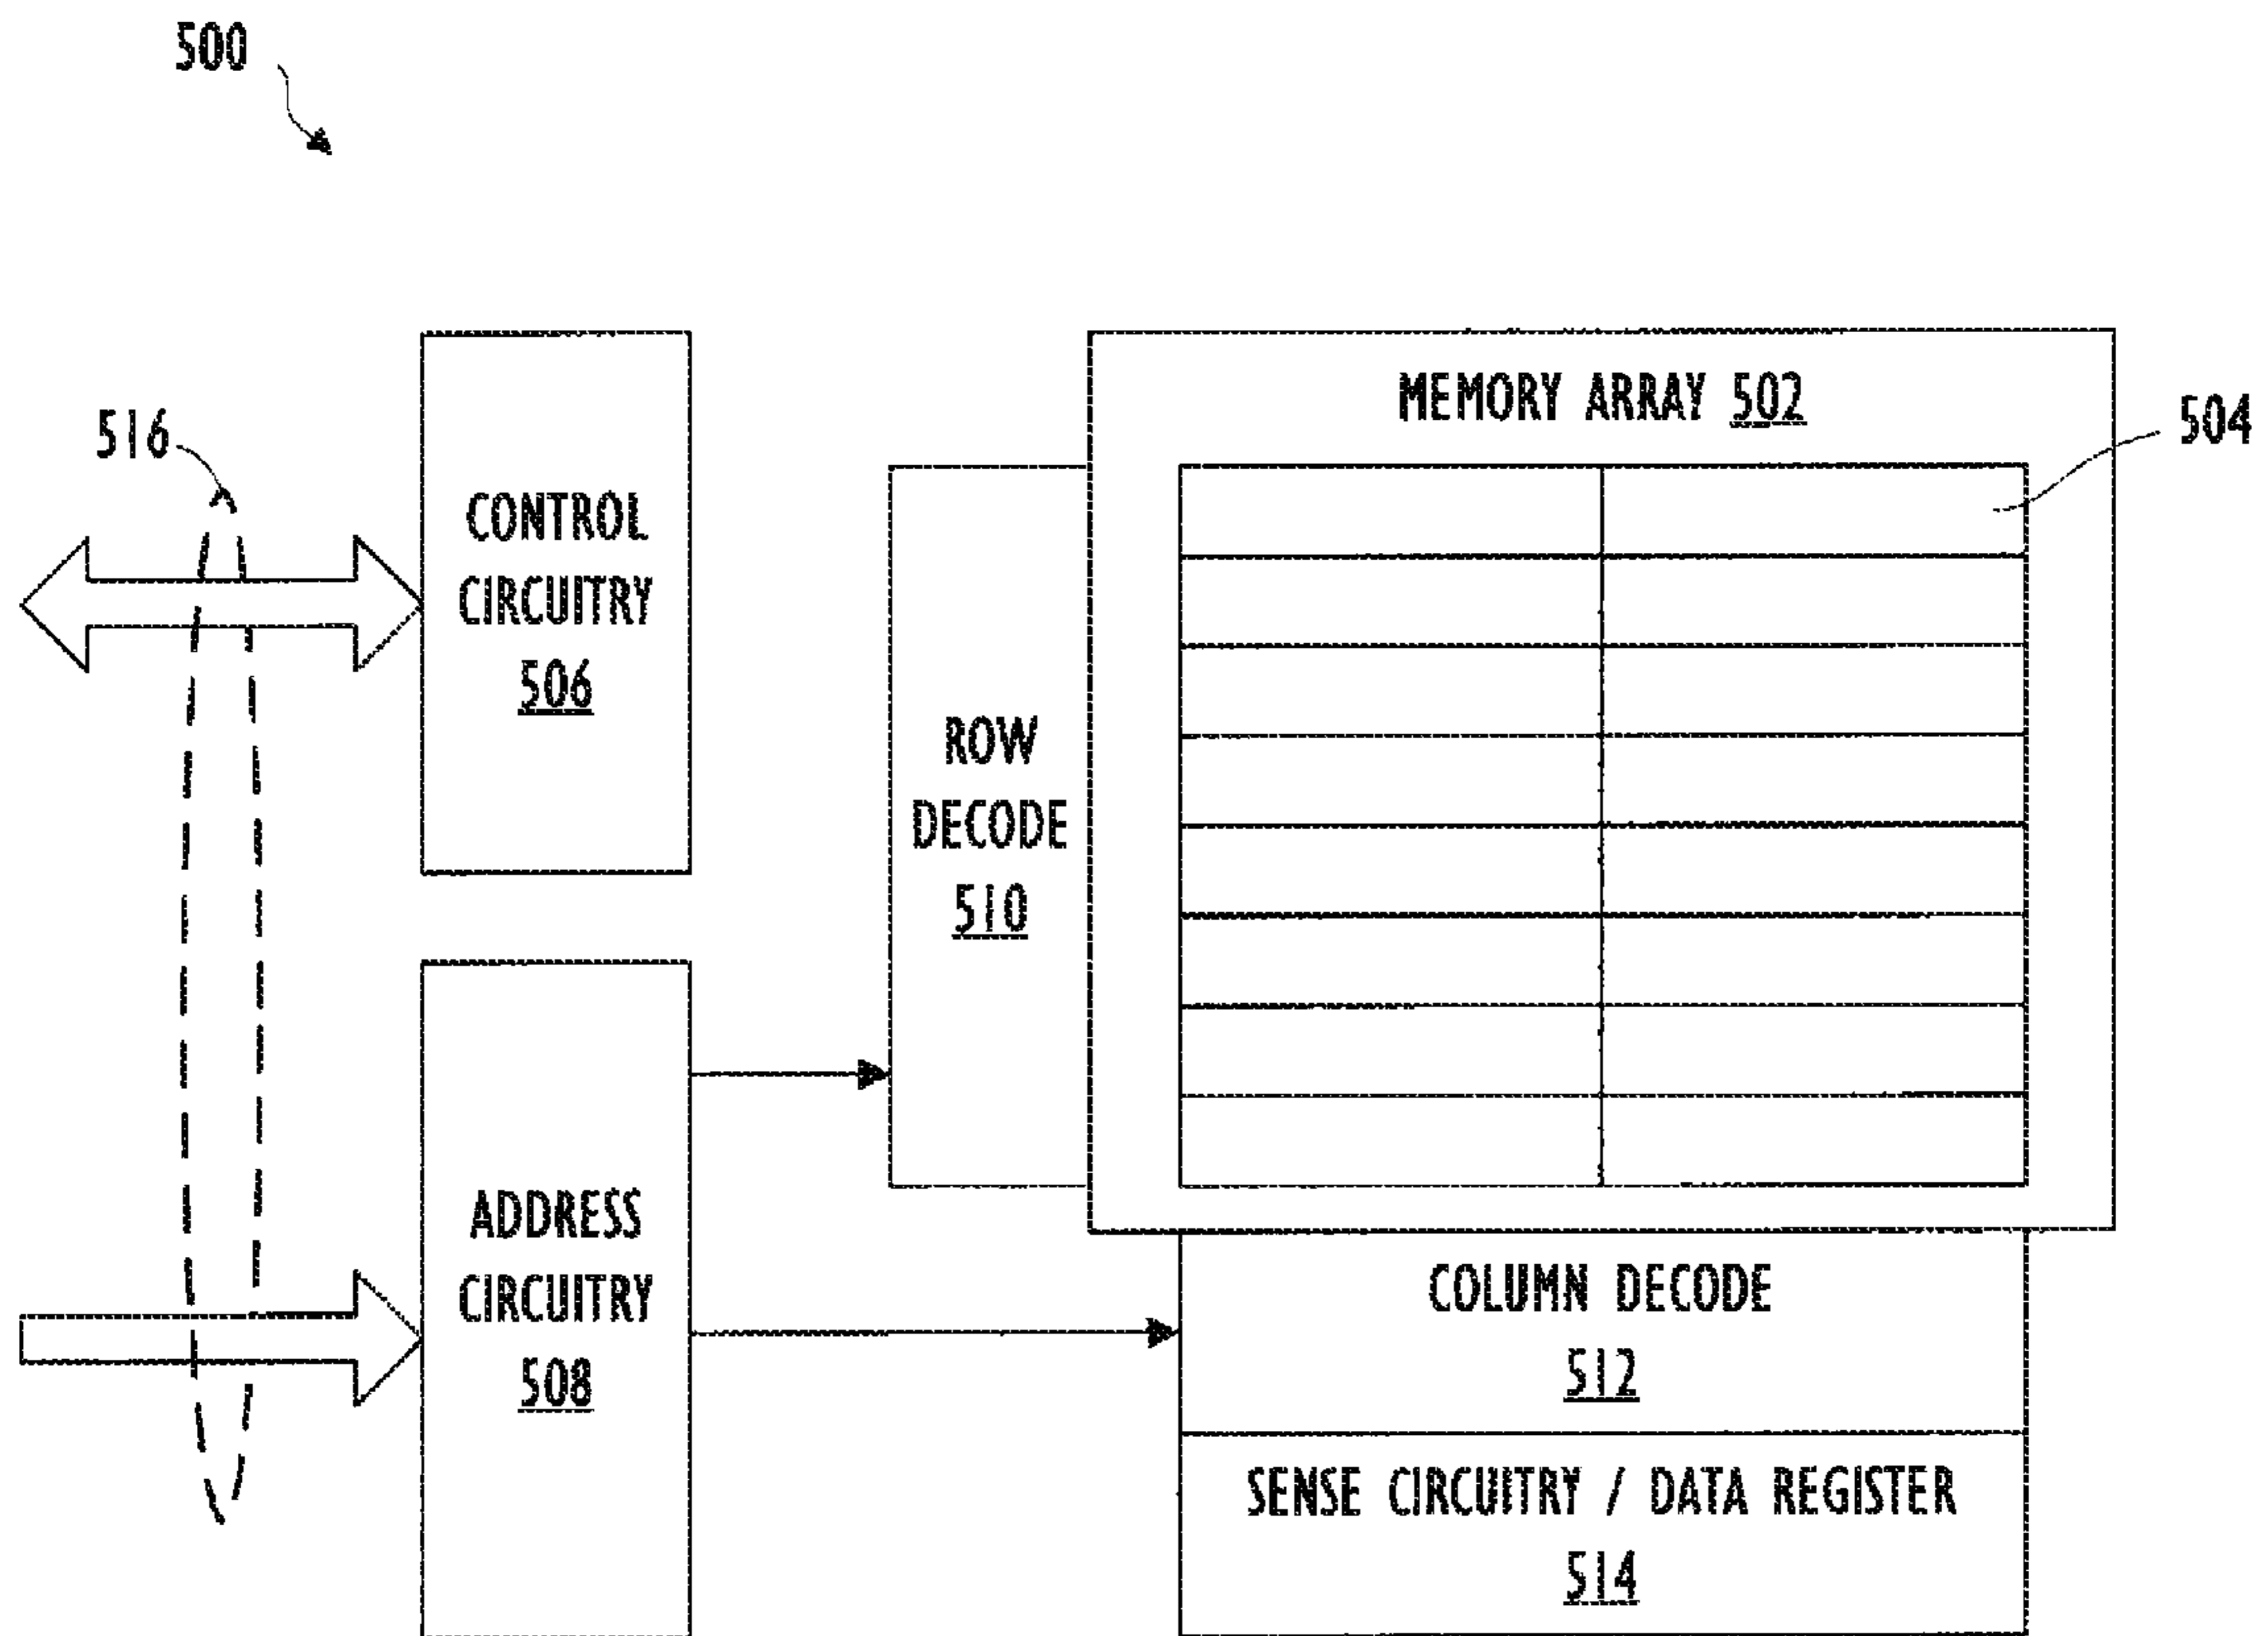 500
516
CONTROL
CIRCUITRY
506
MEMORY ARRAY 502
504
ROW
DECODE
510
ADDRESS
CIRCUITRY
508
COLUMN DECODE
512
SENSE CIRCUITRY / DATA REGISTER
514